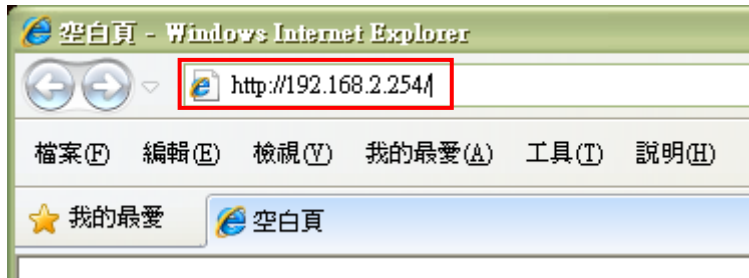 空白頁 - Windows Internet Explorer
http://192.168.2.254/
檔案(F) 編輯(E) 檢視(V) 我的最愛(A) 工具(T) 說明(H)
我的最愛 空白頁